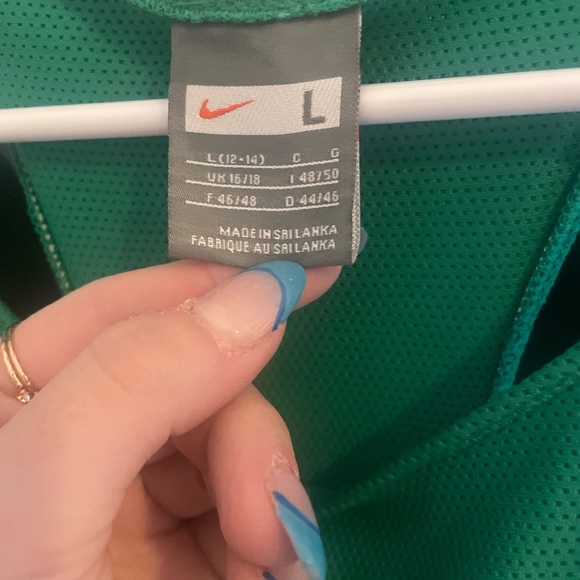 L
L (12-14) C G
UK 16/18 I 48/50
F 46/48 D 44/46
MADE IN SRI LANKA
FABRIQUE AU SRI LANKA